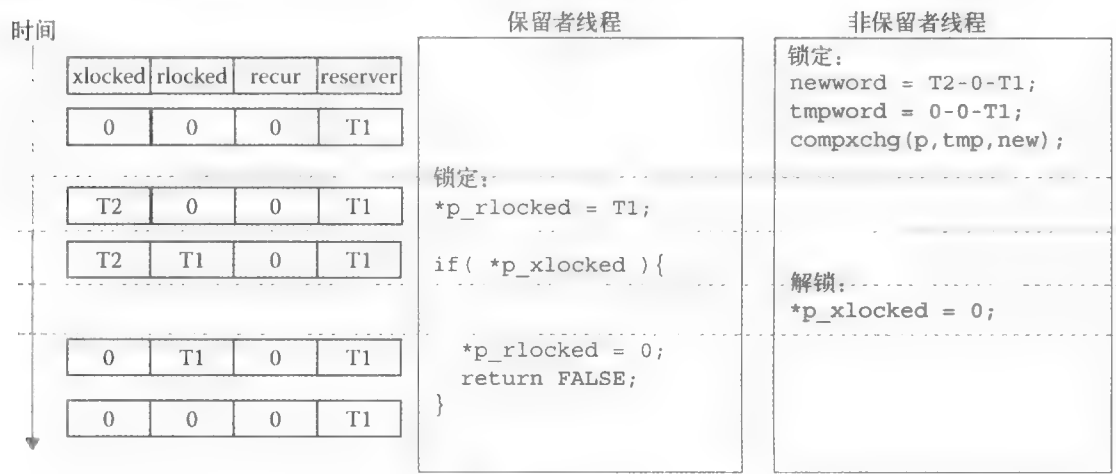 时间
保留者线程
非保留者线程
xlocked rlocked recur reserver
0 0 0 T1
锁定:
newword = T2-0-T1;
tmpword = 0-0-T1;
compxchg(p,tmp,new);
T2 0 0 T1
锁定:
*p_rlocked = T1;
T2 T1 0 T1
if( *p_xlocked ){
解锁:
*p_xlocked = 0;
0 T1 0 T1
*p_rlocked = 0;
return FALSE;
}
0 0 0 T1